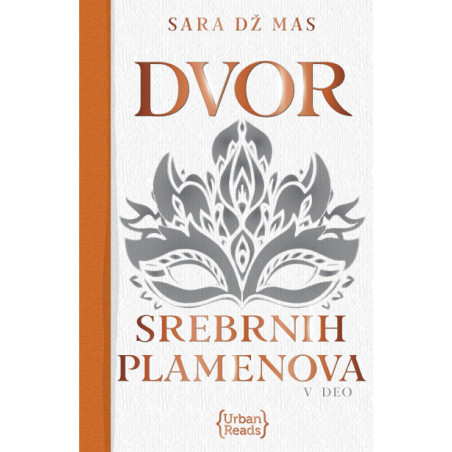 SARA DŽ MAS
DVOR
SREBRNIH
PLAMENOVA
V DEO
{Urban
Reads}